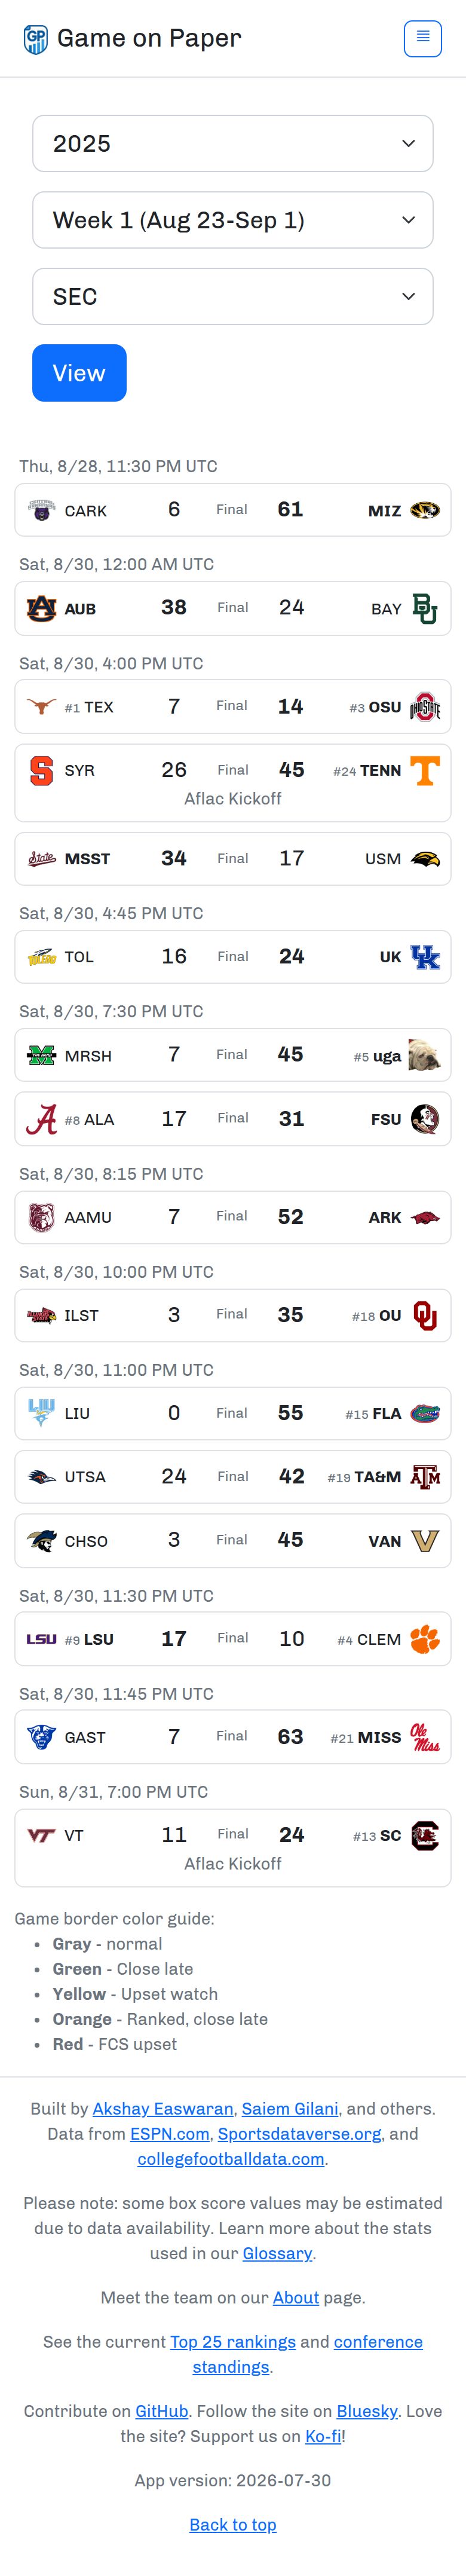 GP Game on Paper
2025
Week 1 (Aug 23-Sep 1)
SEC
View
Thu, 8/28, 11:30 PM UTC
CARK 6 Final 61 MIZ
Sat, 8/30, 12:00 AM UTC
AUB 38 Final 24 BAY
Sat, 8/30, 4:00 PM UTC
#1 TEX 7 Final 14 #3 OSU
SYR 26 Final 45 #24 TENN
Aflac Kickoff
MSST 34 Final 17 USM
Sat, 8/30, 4:45 PM UTC
TOL 16 Final 24 UK
Sat, 8/30, 7:30 PM UTC
MRSH 7 Final 45 #5 uga
#8 ALA 17 Final 31 FSU
Sat, 8/30, 8:15 PM UTC
AAMU 7 Final 52 ARK
Sat, 8/30, 10:00 PM UTC
ILST 3 Final 35 #18 OU
Sat, 8/30, 11:00 PM UTC
LIU 0 Final 55 #15 FLA
UTSA 24 Final 42 #19 TA&M
CHSO 3 Final 45 VAN
Sat, 8/30, 11:30 PM UTC
#9 LSU 17 Final 10 #4 CLEM
Sat, 8/30, 11:45 PM UTC
GAST 7 Final 63 #21 MISS
Sun, 8/31, 7:00 PM UTC
VT 11 Final 24 #13 SC
Aflac Kickoff
Game border color guide:
• Gray - normal
• Green - Close late
• Yellow - Upset watch
• Orange - Ranked, close late
• Red - FCS upset
Built by Akshay Easwaran, Saiem Gilani, and others.
Data from ESPN.com, Sportsdataverse.org, and
collegefootballdata.com.
Please note: some box score values may be estimated
due to data availability. Learn more about the stats
used in our Glossary.
Meet the team on our About page.
See the current Top 25 rankings and conference
standings.
Contribute on GitHub. Follow the site on Bluesky. Love
the site? Support us on Ko-fi!
App version: 2026-07-30
Back to top